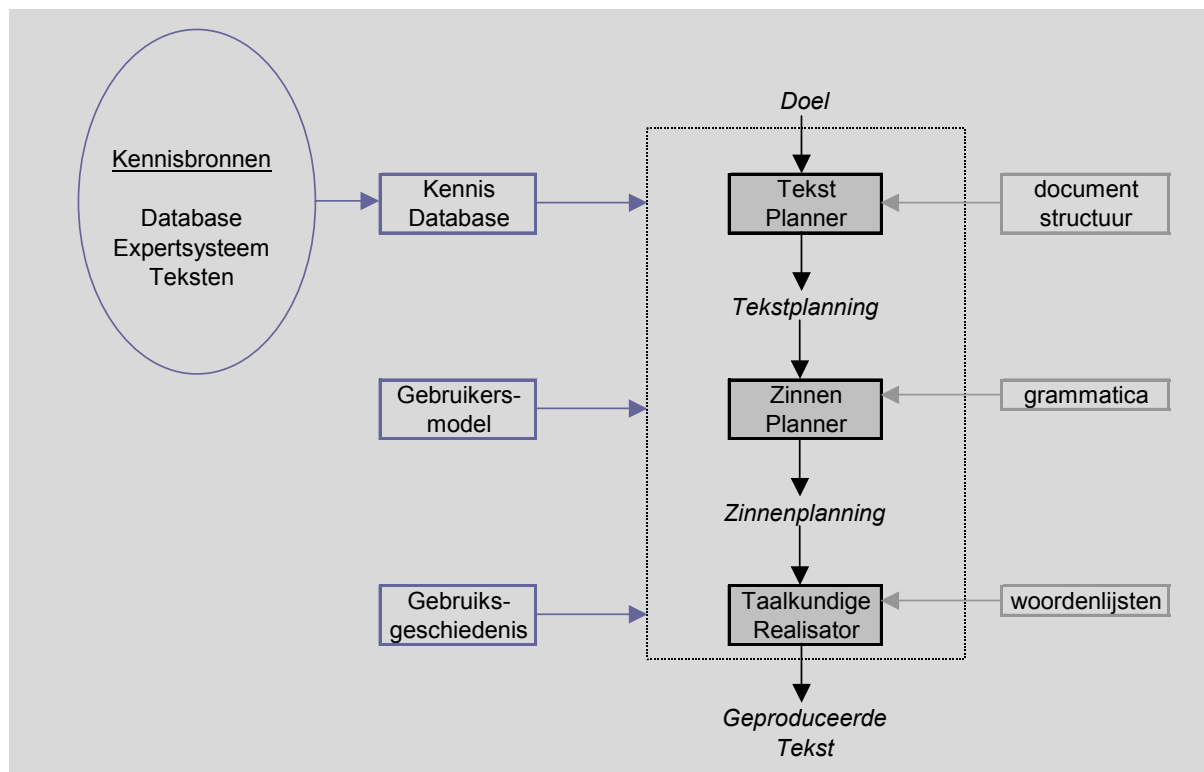 Kennisbronnen
Database
Expertsysteem
Teksten
Kennis
Database
Gebruikers-
model
Gebruiks-
geschiedenis
Doel
Tekst
Planner
Tekstplanning
Zinnen
Planner
Zinnenplanning
Taalkundige
Realisator
Geproduceerde
Tekst
document
structuur
grammatica
woordenlijsten